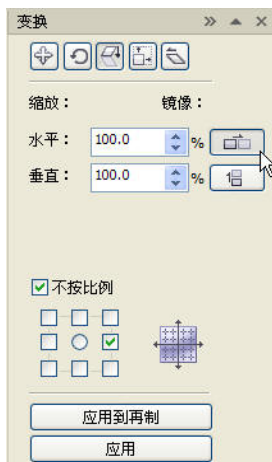 变换
缩放： 镜像：
水平： 100.0 %
垂直： 100.0 %
不按比例
应用到再制
应用